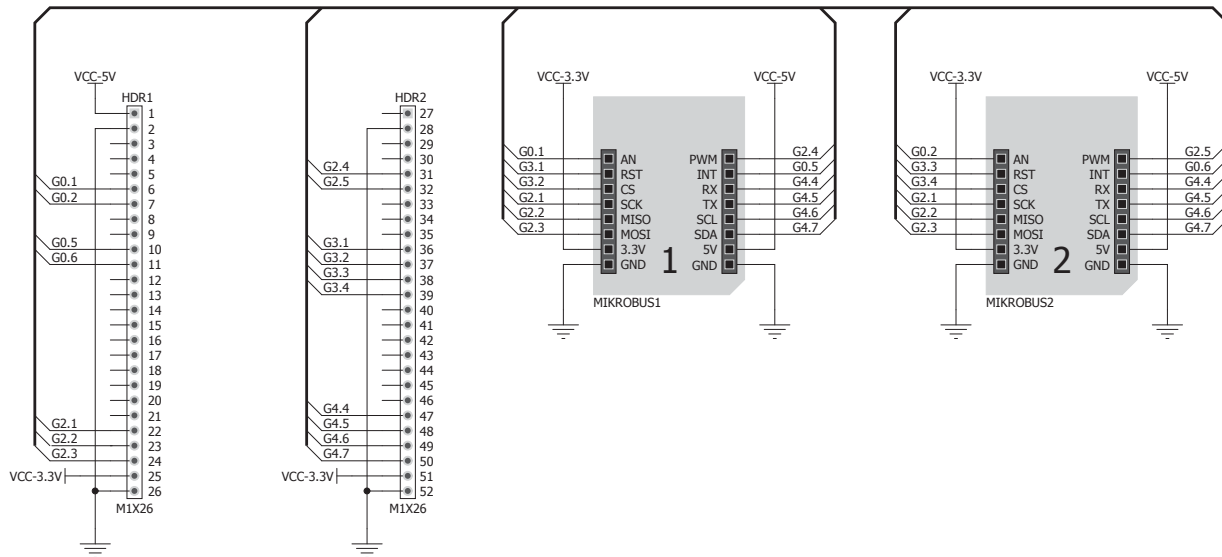 VCC-5V
HDR1
1
2
3
4
5
G0.1 6
G0.2 7
8
9
G0.5 10
G0.6 11
12
13
14
15
16
17
18
19
20
21
G2.1 22
G2.2 23
G2.3 24
VCC-3.3V 25
26
M1X26
HDR2
27
28
29
30
G2.4 31
G2.5 32
33
34
35
G3.1 36
G3.2 37
G3.3 38
G3.4 39
40
41
42
43
44
45
46
G4.4 47
G4.5 48
G4.6 49
G4.7 50
VCC-3.3V 51
52
M1X26
VCC-3.3V VCC-5V
G0.1 AN PWM G2.4
G3.1 RST INT G0.5
G3.2 CS RX G4.4
G2.1 SCK TX G4.5
G2.2 MISO SCL G4.6
G2.3 MOSI SDA G4.7
3.3V 5V
GND 1 GND
MIKROBUS1
VCC-3.3V VCC-5V
G0.2 AN PWM G2.5
G3.3 RST INT G0.6
G3.4 CS RX G4.4
G2.1 SCK TX G4.5
G2.2 MISO SCL G4.6
G2.3 MOSI SDA G4.7
3.3V 5V
GND 2 GND
MIKROBUS2